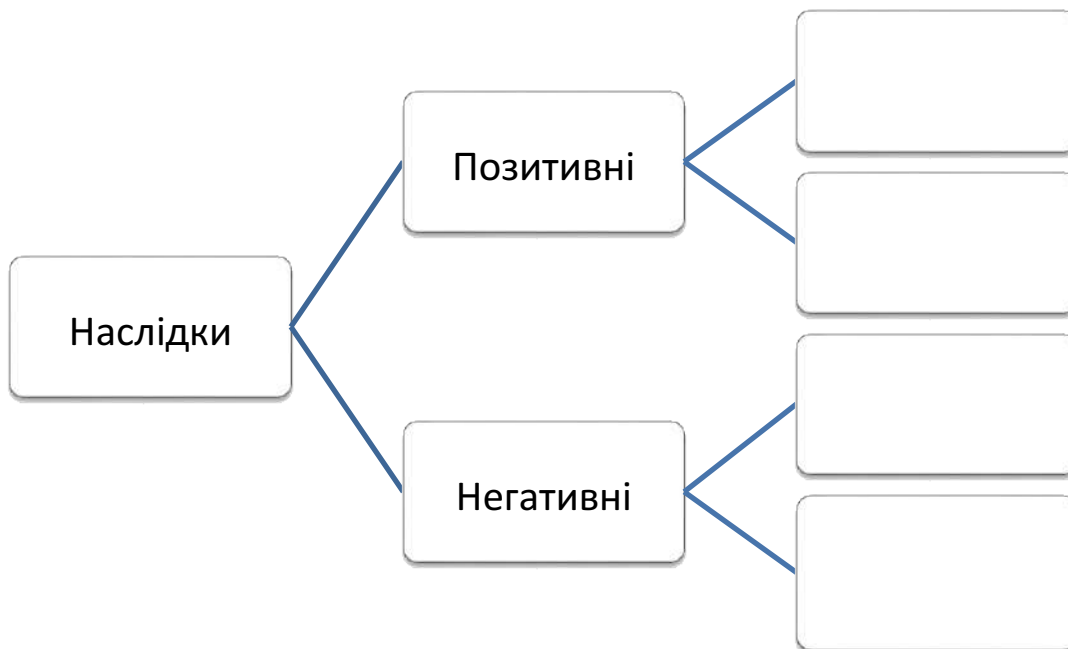 Позитивні
Наслідки
Негативні